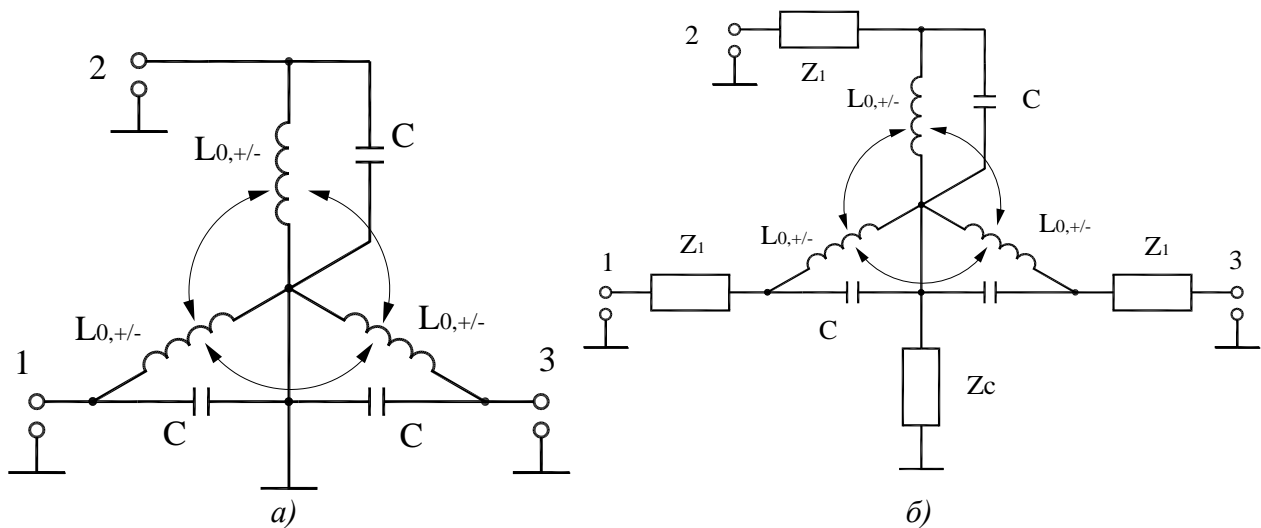 2
L0,+/-
C
L0,+/-
L0,+/-
1
3
C
C
а)
2
Z1
L0,+/-
C
L0,+/-
L0,+/-
Z1
Z1
1
3
C
Zc
б)